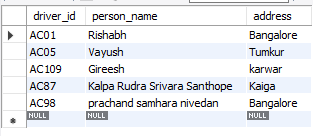 driver_id person_name address
AC01 Rishabh Bangalore
AC05 Vayush Tumkur
AC109 Gireesh karwar
AC87 Kalpa Rudra Srivara Santhope Kaiga
AC98 prachand samhara nivedan Bangalore
NULL NULL NULL